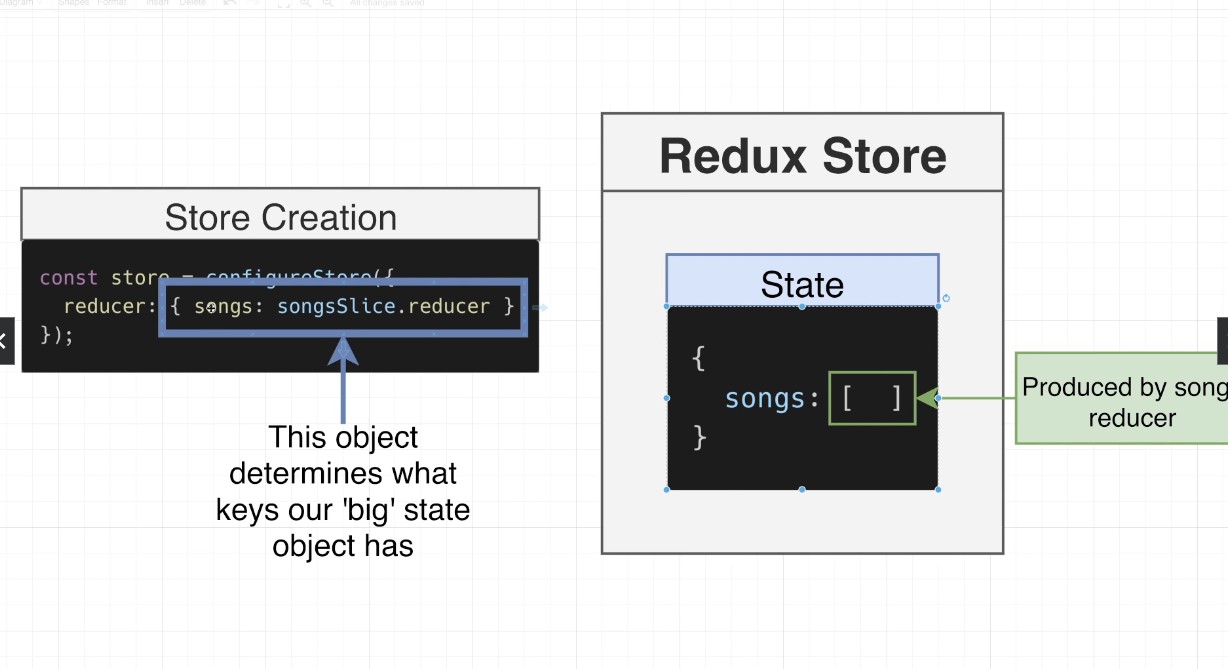 Diagram Shapes Format Insert Delete All changes saved
Redux Store
Store Creation
const store = configureStore({
reducer: { songs: songsSlice.reducer }
});
This object
determines what
keys our 'big' state
object has
State
{
songs: [ ]
}
Produced by song
reducer